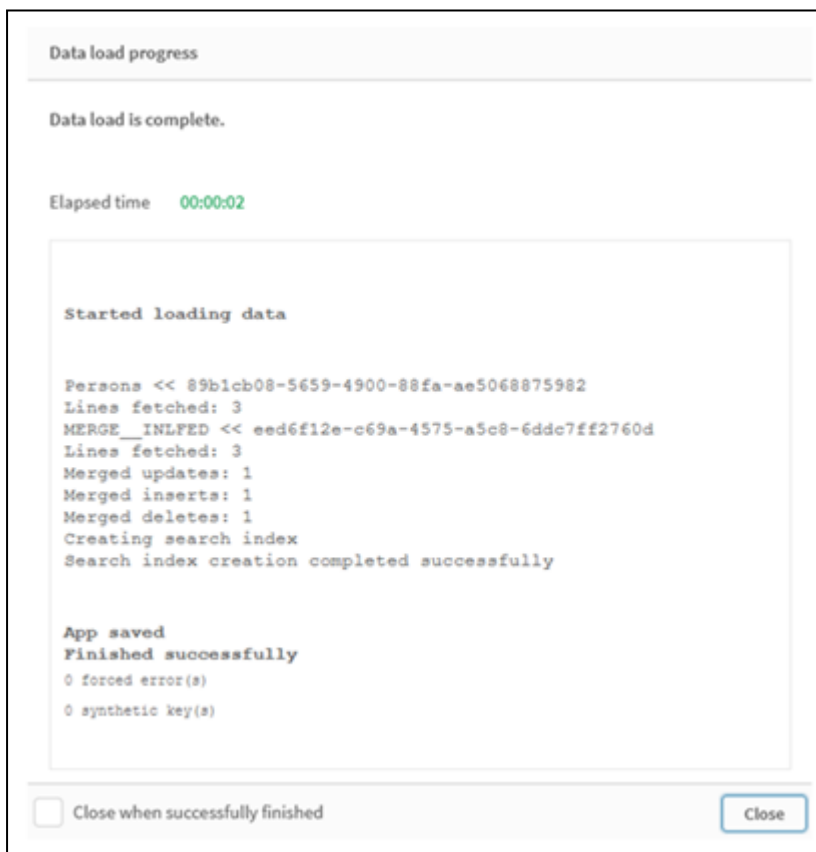 Data load progress
Data load is complete.
Elapsed time 00:00:02
Started loading data
Persons << 89b1cb08-5659-4900-88fa-ae5068875982
Lines fetched: 3
MERGE__INLFED << eed6f12e-c69a-4575-a5c8-6ddc7ff2760d
Lines fetched: 3
Merged updates: 1
Merged inserts: 1
Merged deletes: 1
Creating search index
Search index creation completed successfully
App saved
Finished successfully
0 forced error(s)
0 synthetic key(s)
Close when successfully finished
Close